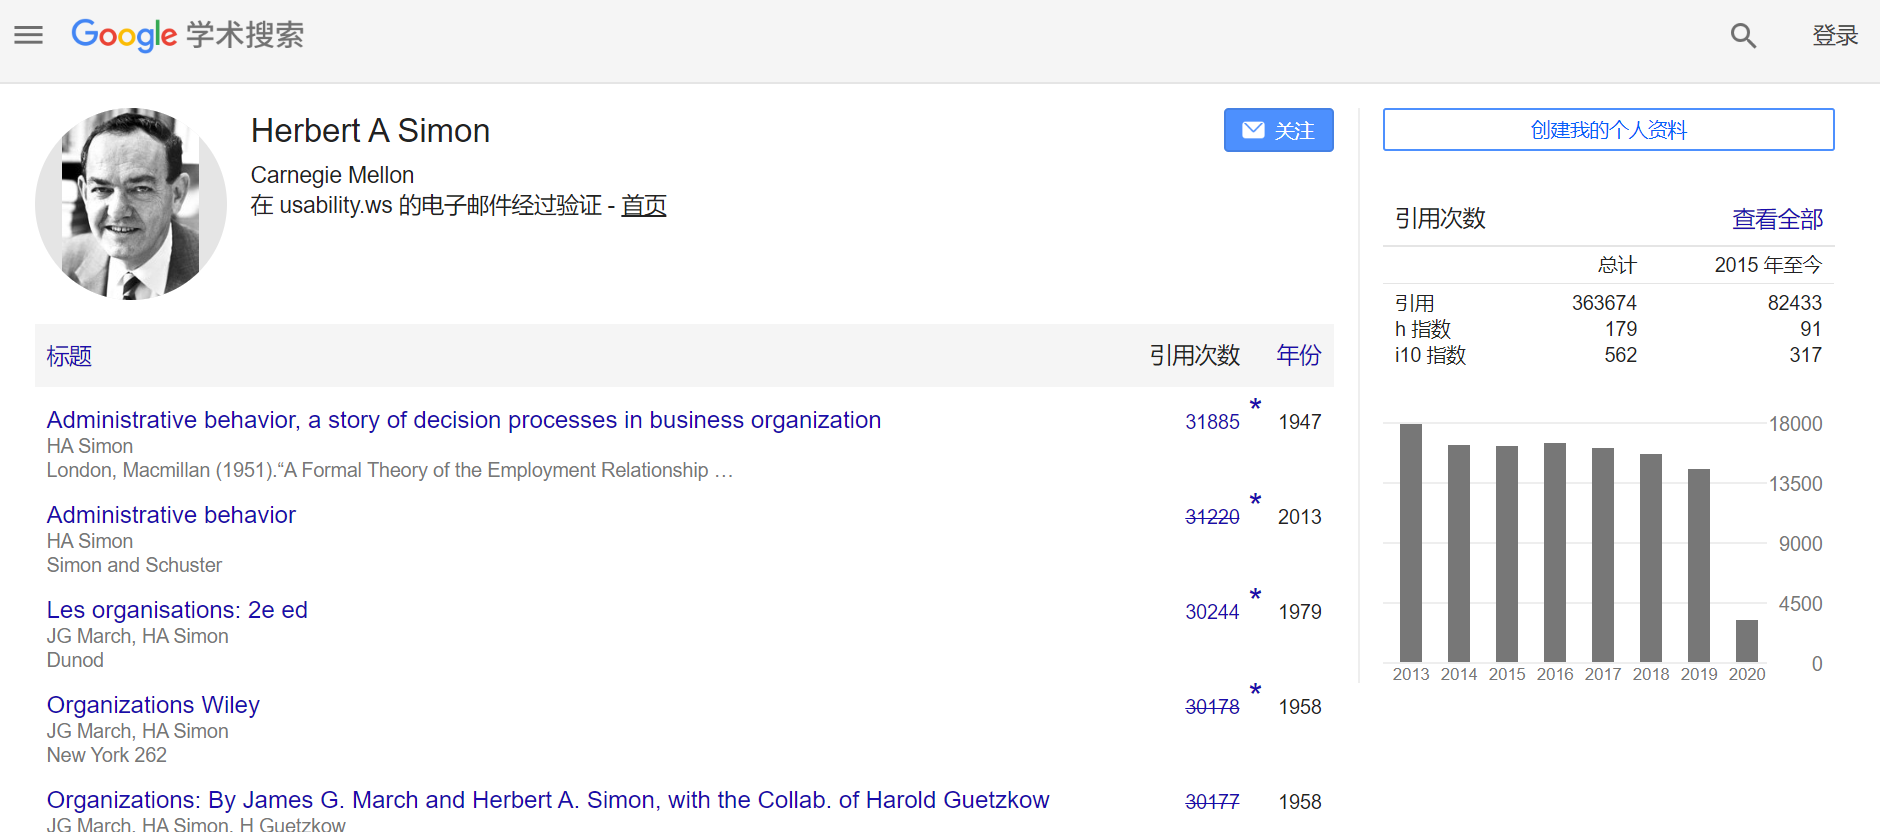 Google 学术搜索
登录
Herbert A Simon
关注
Carnegie Mellon
在 usability.ws 的电子邮件经过验证 - 首页
标题 引用次数 年份
Administrative behavior, a story of decision processes in business organization 31885 * 1947
HA Simon
London, Macmillan (1951).“A Formal Theory of the Employment Relationship …
Administrative behavior 31220 * 2013
HA Simon
Simon and Schuster
Les organisations: 2e ed 30244 * 1979
JG March, HA Simon
Dunod
Organizations Wiley 30178 * 1958
JG March, HA Simon
New York 262
Organizations: By James G. March and Herbert A. Simon, with the Collab. of Harold Guetzkow 30177 1958
JG March, HA Simon, H Guetzkow
创建我的个人资料
引用次数 查看全部
总计 2015 年至今
引用 363674 82433
h 指数 179 91
i10 指数 562 317
18000
13500
9000
4500
0
2013 2014 2015 2016 2017 2018 2019 2020